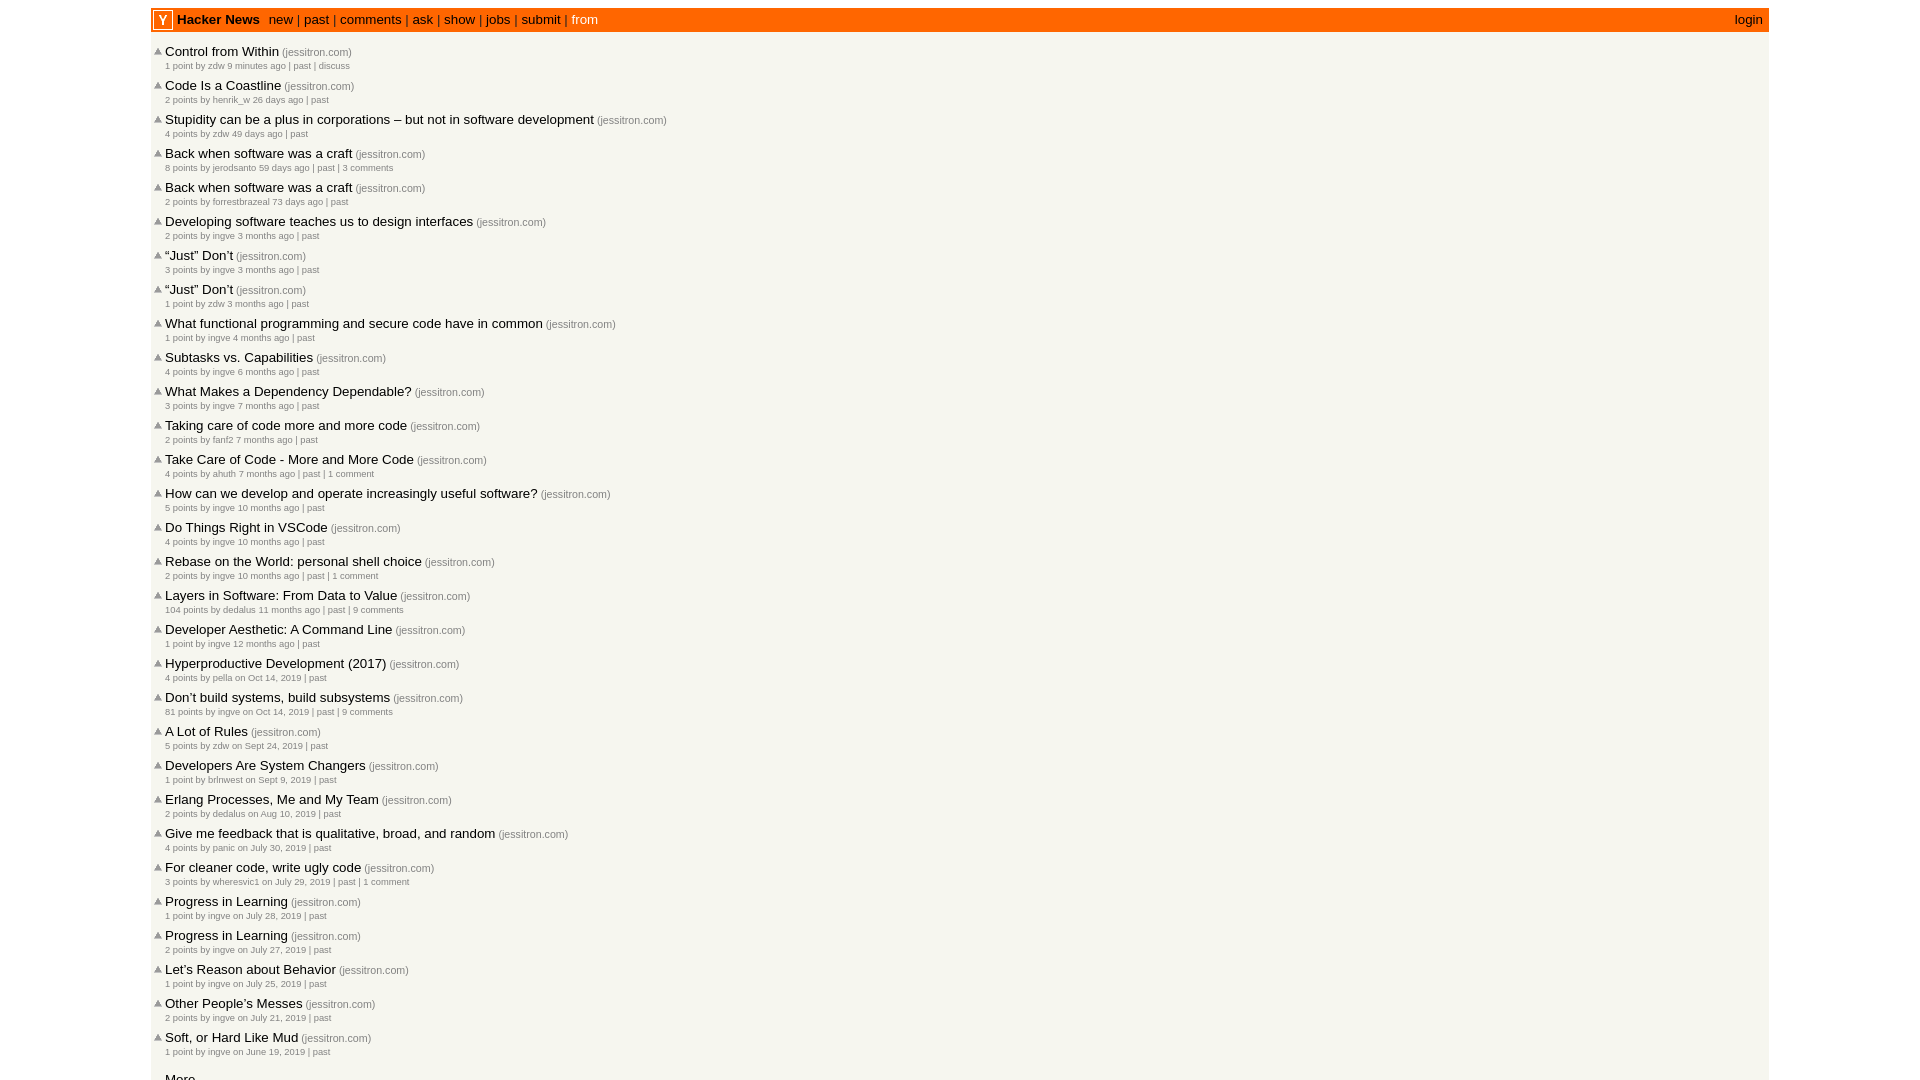 Y Hacker News new | past | comments | ask | show | jobs | submit | from login
Control from Within (jessitron.com)
1 point by zdw 9 minutes ago | past | discuss
Code Is a Coastline (jessitron.com)
2 points by henrik_w 26 days ago | past
Stupidity can be a plus in corporations – but not in software development (jessitron.com)
4 points by zdw 49 days ago | past
Back when software was a craft (jessitron.com)
8 points by jerodsanto 59 days ago | past | 3 comments
Back when software was a craft (jessitron.com)
2 points by forrestbrazeal 73 days ago | past
Developing software teaches us to design interfaces (jessitron.com)
2 points by ingve 3 months ago | past
“Just” Don’t (jessitron.com)
3 points by ingve 3 months ago | past
“Just” Don’t (jessitron.com)
1 point by zdw 3 months ago | past
What functional programming and secure code have in common (jessitron.com)
1 point by ingve 4 months ago | past
Subtasks vs. Capabilities (jessitron.com)
4 points by ingve 6 months ago | past
What Makes a Dependency Dependable? (jessitron.com)
3 points by ingve 7 months ago | past
Taking care of code more and more code (jessitron.com)
2 points by fanf2 7 months ago | past
Take Care of Code - More and More Code (jessitron.com)
4 points by ahuth 7 months ago | past | 1 comment
How can we develop and operate increasingly useful software? (jessitron.com)
5 points by ingve 10 months ago | past
Do Things Right in VSCode (jessitron.com)
4 points by ingve 10 months ago | past
Rebase on the World: personal shell choice (jessitron.com)
2 points by ingve 10 months ago | past | 1 comment
Layers in Software: From Data to Value (jessitron.com)
104 points by dedalus 11 months ago | past | 9 comments
Developer Aesthetic: A Command Line (jessitron.com)
1 point by ingve 12 months ago | past
Hyperproductive Development (2017) (jessitron.com)
4 points by pella on Oct 14, 2019 | past
Don’t build systems, build subsystems (jessitron.com)
81 points by ingve on Oct 14, 2019 | past | 9 comments
A Lot of Rules (jessitron.com)
5 points by zdw on Sept 24, 2019 | past
Developers Are System Changers (jessitron.com)
1 point by brlnwest on Sept 9, 2019 | past
Erlang Processes, Me and My Team (jessitron.com)
2 points by dedalus on Aug 10, 2019 | past
Give me feedback that is qualitative, broad, and random (jessitron.com)
4 points by panic on July 30, 2019 | past
For cleaner code, write ugly code (jessitron.com)
3 points by wheresvic1 on July 29, 2019 | past | 1 comment
Progress in Learning (jessitron.com)
1 point by ingve on July 28, 2019 | past
Progress in Learning (jessitron.com)
2 points by ingve on July 27, 2019 | past
Let’s Reason about Behavior (jessitron.com)
1 point by ingve on July 25, 2019 | past
Other People’s Messes (jessitron.com)
2 points by ingve on July 21, 2019 | past
Soft, or Hard Like Mud (jessitron.com)
1 point by ingve on June 19, 2019 | past
More